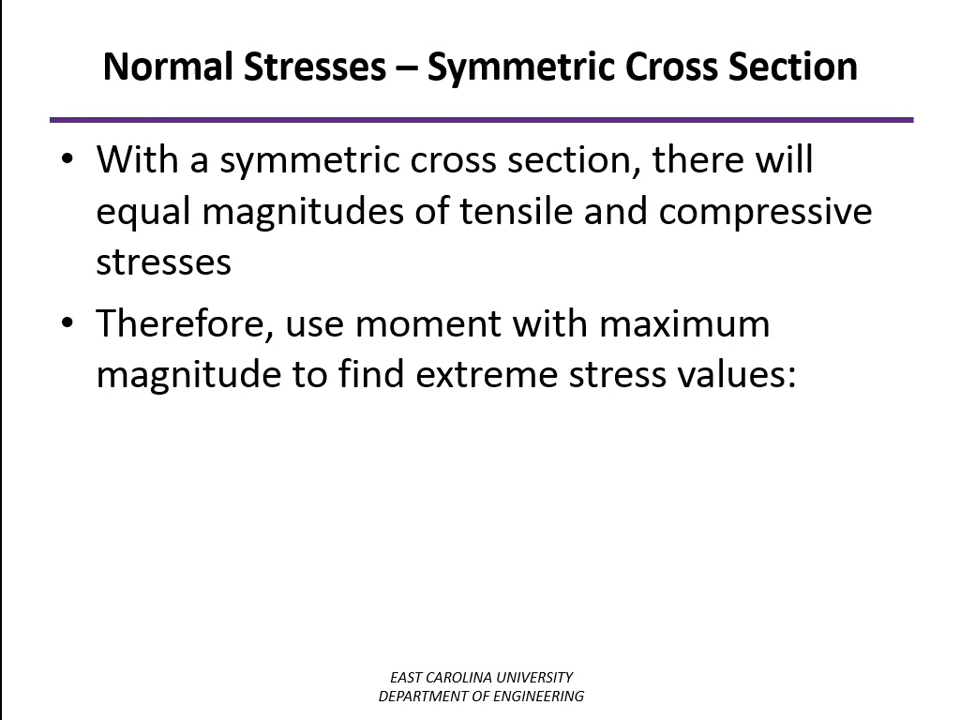 Normal Stresses – Symmetric Cross Section
• With a symmetric cross section, there will
equal magnitudes of tensile and compressive
stresses
• Therefore, use moment with maximum
magnitude to find extreme stress values:
EAST CAROLINA UNIVERSITY
DEPARTMENT OF ENGINEERING